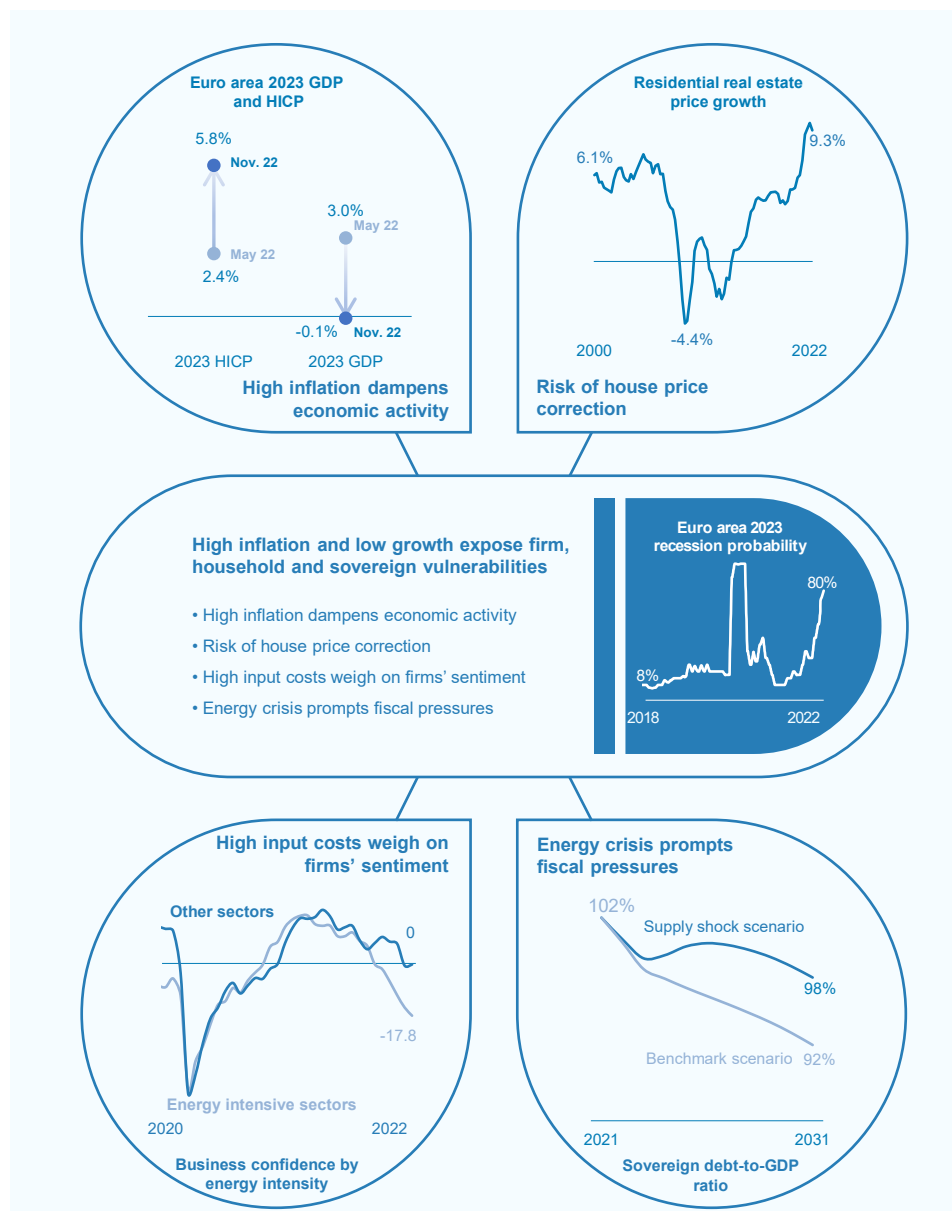 Euro area 2023 GDP
and HICP
5.8%
Nov. 22
3.0%
May 22
May 22
2.4%
-0.1%
Nov. 22
2023 HICP
2023 GDP
High inflation dampens
economic activity
Residential real estate
price growth
9.3%
6.1%
-4.4%
2000
2022
Risk of house price
correction
High inflation and low growth expose firm,
household and sovereign vulnerabilities
• High inflation dampens economic activity
• Risk of house price correction
• High input costs weigh on firms’ sentiment
• Energy crisis prompts fiscal pressures
Euro area 2023
recession probability
80%
8%
2018
2022
High input costs weigh on
firms’ sentiment
Other sectors
0
-17.8
Energy intensive sectors
2020
2022
Business confidence by
energy intensity
Energy crisis prompts
fiscal pressures
102%
Supply shock scenario
98%
Benchmark scenario
92%
2021
2031
Sovereign debt-to-GDP
ratio